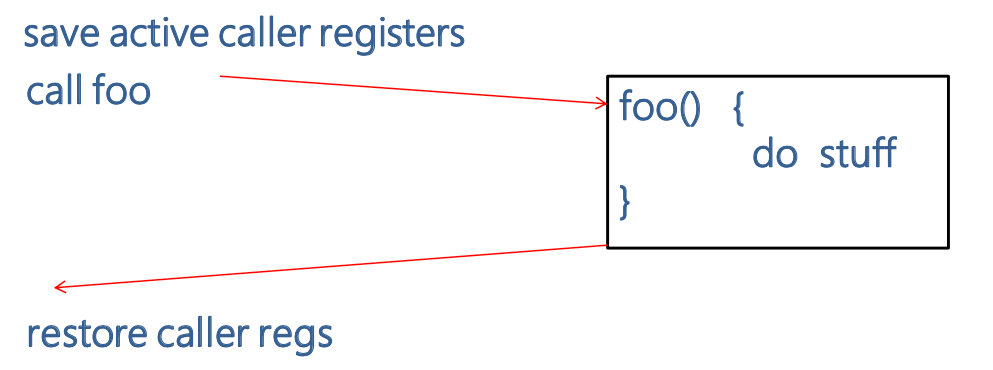 save active caller registers
call foo
foo() {
do stuff
}
restore caller regs